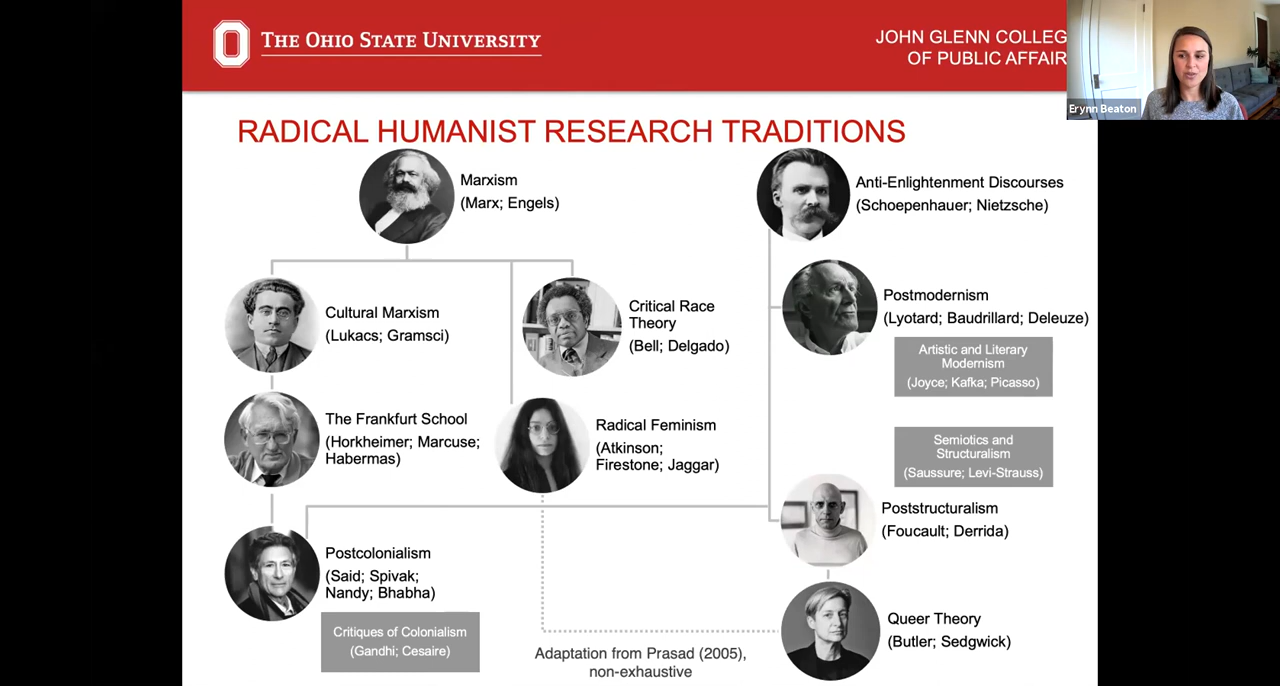 THE OHIO STATE UNIVERSITY
JOHN GLENN COLLEG
OF PUBLIC AFFAIR
Erynn Beaton
RADICAL HUMANIST RESEARCH TRADITIONS
Marxism
(Marx; Engels)
Anti-Enlightenment Discourses
(Schoepenhauer; Nietzsche)
Cultural Marxism
(Lukacs; Gramsci)
Critical Race
Theory
(Bell; Delgado)
Postmodernism
(Lyotard; Baudrillard; Deleuze)
Artistic and Literary
Modernism
(Joyce; Kafka; Picasso)
The Frankfurt School
(Horkheimer; Marcuse;
Habermas)
Radical Feminism
(Atkinson;
Firestone; Jaggar)
Semiotics and
Structuralism
(Saussure; Levi-Strauss)
Poststructuralism
(Foucault; Derrida)
Postcolonialism
(Said; Spivak;
Nandy; Bhabha)
Critiques of Colonialism
(Gandhi; Cesaire)
Queer Theory
(Butler; Sedgwick)
Adaptation from Prasad (2005),
non-exhaustive